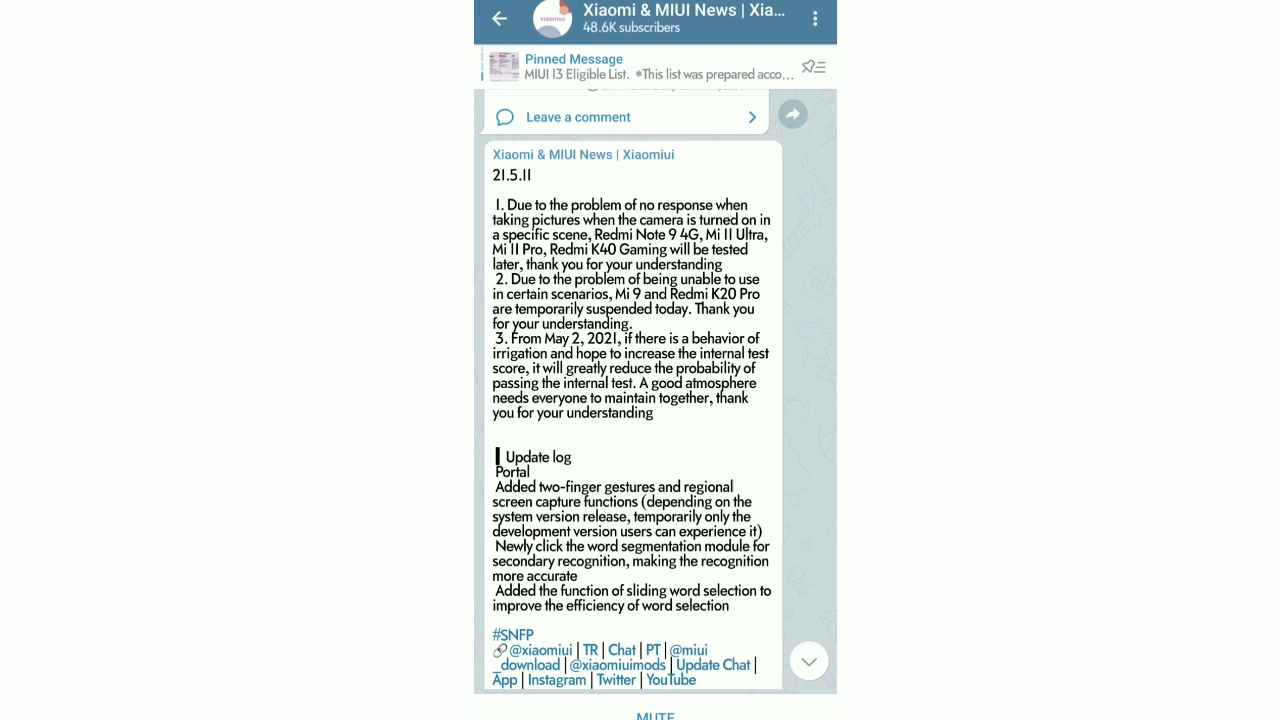 Xiaomi & MIUI News | Xia...
48.6K subscribers
Pinned Message
MIUI 13 Eligible List. *This list was prepared acco...
Leave a comment
Xiaomi & MIUI News | Xiaomiui
21.5.11
1. Due to the problem of no response when
taking pictures when the camera is turned on in
a specific scene, Redmi Note 9 4G, Mi 11 Ultra,
Mi 11 Pro, Redmi K40 Gaming will be tested
later, thank you for your understanding
2. Due to the problem of being unable to use
in certain scenarios, Mi 9 and Redmi K20 Pro
are temporarily suspended today. Thank you
for your understanding.
3. From May 2, 2021, if there is a behavior of
irrigation and hope to increase the internal test
score, it will greatly reduce the probability of
passing the internal test. A good atmosphere
needs everyone to maintain together, thank
you for your understanding
▌Update log
Portal
Added two-finger gestures and regional
screen capture functions (depending on the
system version release, temporarily only the
development version users can experience it)
Newly click the word segmentation module for
secondary recognition, making the recognition
more accurate
Added the function of sliding word selection to
improve the efficiency of word selection
#SNFP
🔗@xiaomiui | TR | Chat | PT | @miui
_download | @xiaomiuimods | Update Chat |
App | Instagram | Twitter | YouTube
MUTE